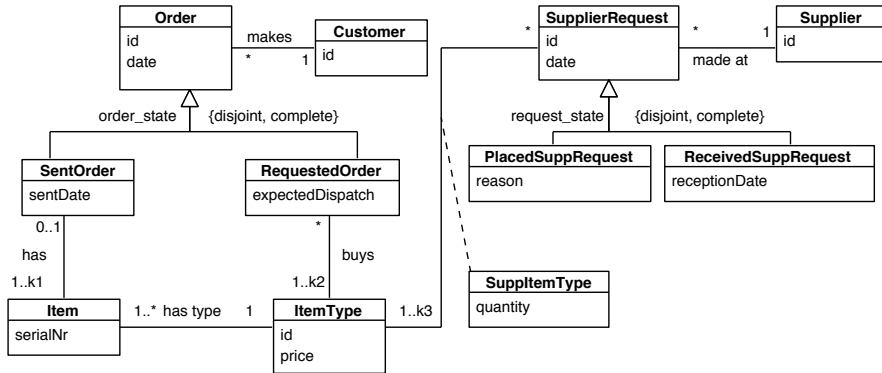 Order
id
date
makes
*
1
Customer
id
SupplierRequest
id
date
*
*
1
made at
Supplier
id
order_state
{disjoint, complete}
request_state
{disjoint, complete}
SentOrder
sentDate
RequestedOrder
expectedDispatch
PlacedSuppRequest
reason
ReceivedSuppRequest
receptionDate
0..1
has
1..k1
*
buys
1..k2
Item
serialNr
1..* has type 1
ItemType
id
price
1..k3
SuppItemType
quantity